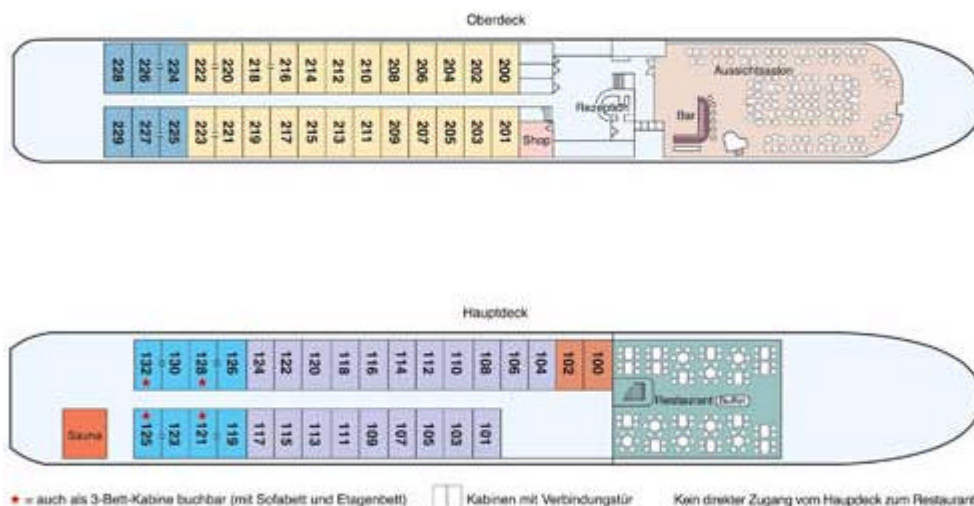 Oberdeck
228 226 224 222 220 218 216 214 212 210 208 206 204 202 200
Aussichtssalon
Rezeption
Bar
229 227 225 223 221 219 217 215 213 211 209 207 205 203 201
Shop
Hauptdeck
132 130 128 126 124 122 120 118 116 114 112 110 108 106 104 102 100
Restaurant Buffet
Sauna
125 123 121 119 117 115 113 111 109 107 105 103 101
★ = auch als 3-Bett-Kabine buchbar (mit Sofabett und Etagenbett)
Kabinen mit Verbindungstür
Kein direkter Zugang vom Haupdeck zum Restaurant